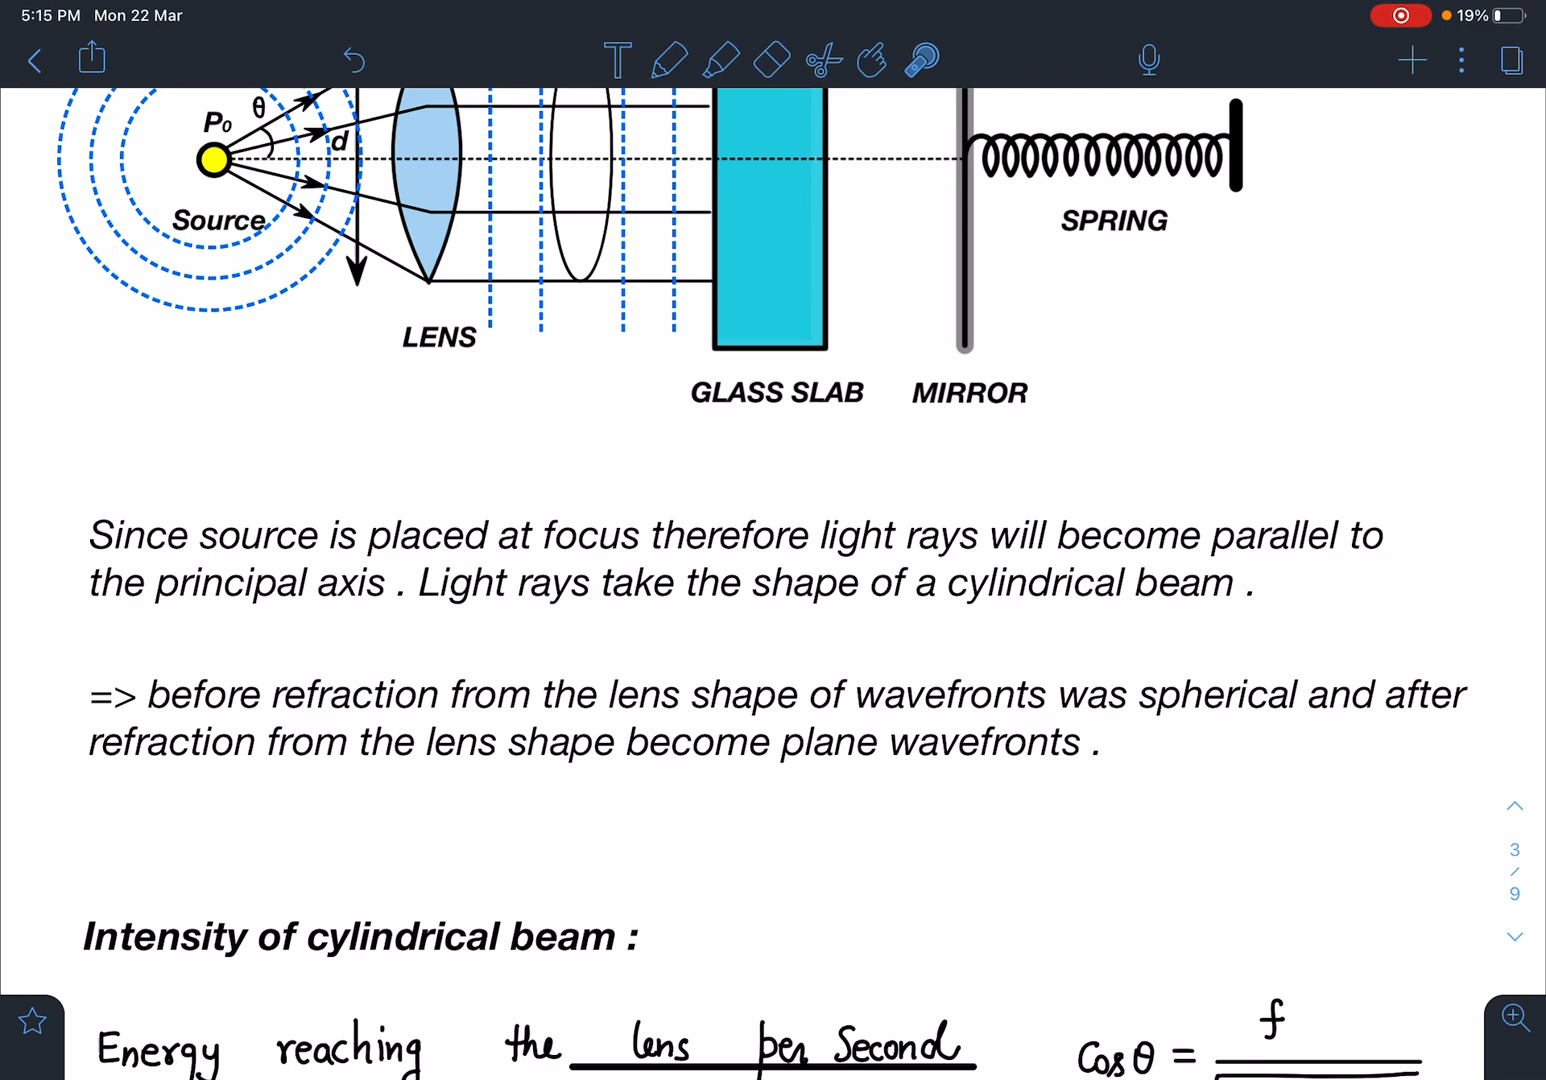 5:15 PM Mon 22 Mar
19%
T
θ
P₀
d
Source
SPRING
LENS
GLASS SLAB MIRROR
Since source is placed at focus therefore light rays will become parallel to
the principal axis . Light rays take the shape of a cylindrical beam .
=> before refraction from the lens shape of wavefronts was spherical and after
refraction from the lens shape become plane wavefronts .
3
/
9
Intensity of cylindrical beam :
f
Energy reaching the lens per Second Cosθ =